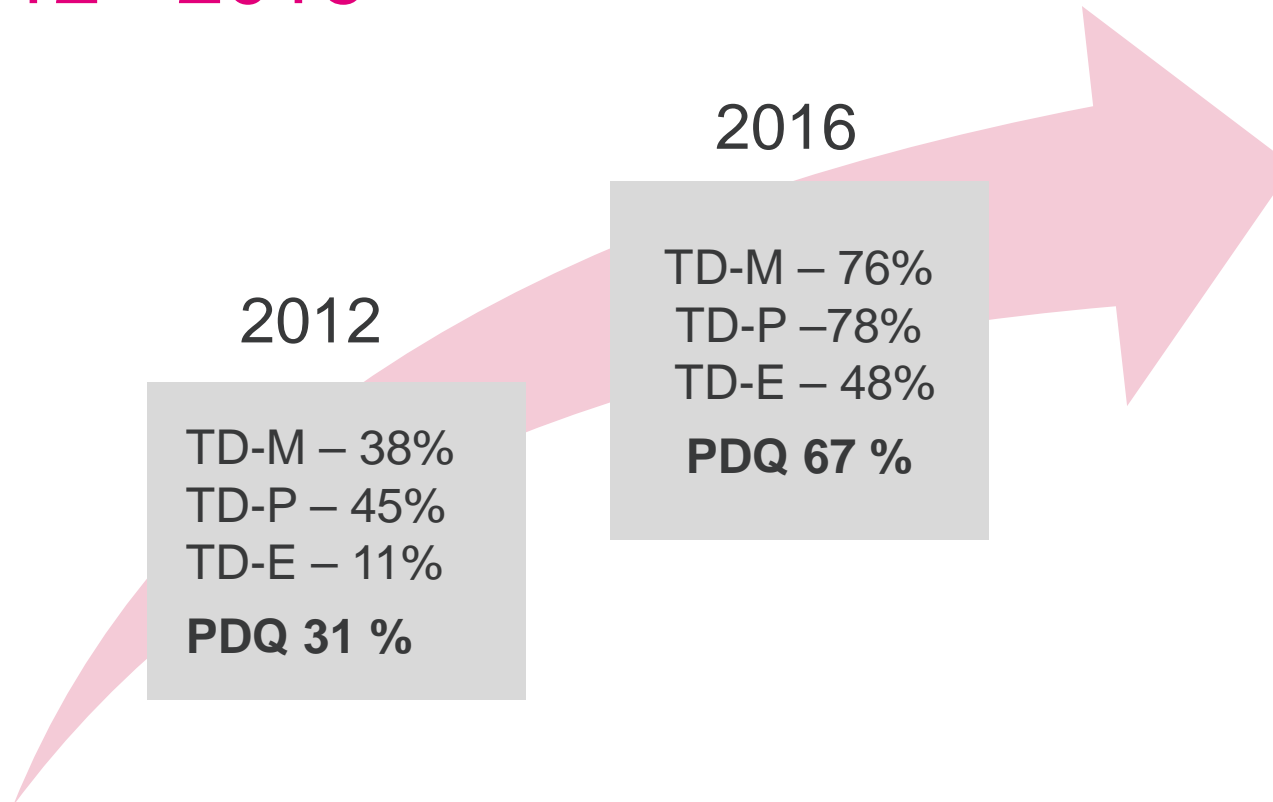 2012
TD-M – 38%
TD-P – 45%
TD-E – 11%
PDQ 31 %
2016
TD-M – 76%
TD-P –78%
TD-E – 48%
PDQ 67 %